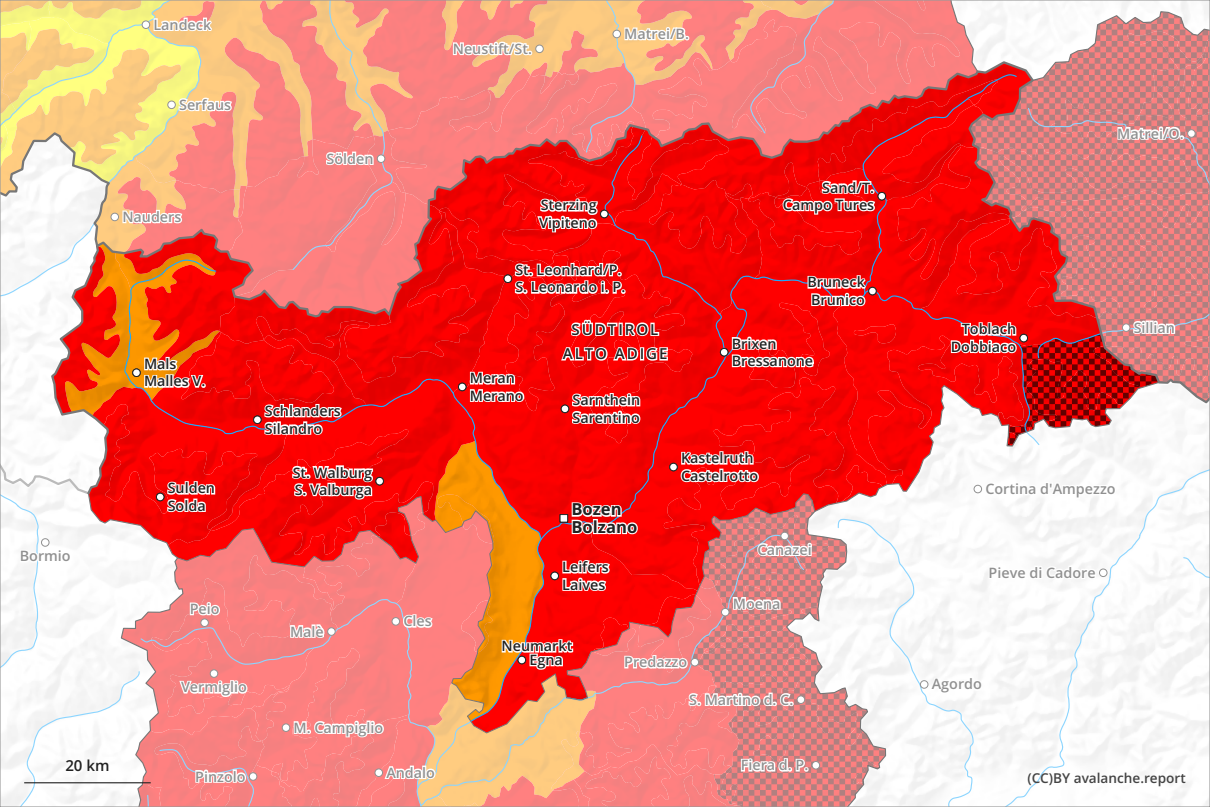 Landeck
Matrei/B.
Neustift/St.
Serfaus
Matrei/O.
Sölden
Sand/T.
Campo Tures
Sterzing
Vipiteno
Nauders
St. Leonhard/P.
S. Leonardo i. P.
Bruneck
Brunico
SÜDTIROL
ALTO ADIGE
Toblach
Dobbiaco
Sillian
Brixen
Bressanone
Mals
Malles V.
Meran
Merano
Schlanders
Silandro
Sarnthein
Sarentino
Kastelruth
Castelrotto
St. Walburg
S. Valburga
Sulden
Solda
Cortina d'Ampezzo
Bozen
Bolzano
Bormio
Canazei
Leifers
Laives
Pieve di Cadore
Peio
Moena
Malè
Cles
Neumarkt
Egna
Predazzo
Vermiglio
Agordo
S. Martino d. C.
M. Campiglio
20 km
Pinzolo
Andalo
Fiera d. P.
(CC)BY avalanche.report